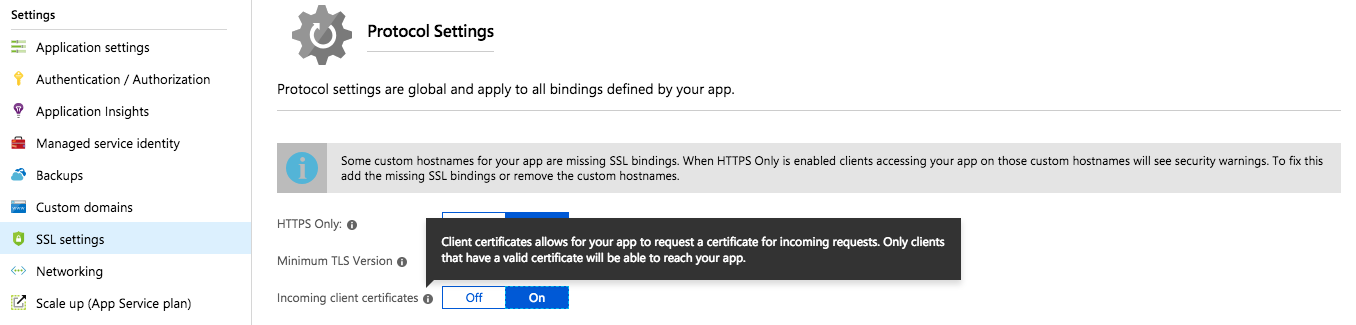 Settings
Application settings
Authentication / Authorization
Application Insights
Managed service identity
Backups
Custom domains
SSL settings
Networking
Scale up (App Service plan)
Protocol Settings
Protocol settings are global and apply to all bindings defined by your app.
Some custom hostnames for your app are missing SSL bindings. When HTTPS Only is enabled clients accessing your app on those custom hostnames will see security warnings. To fix this
add the missing SSL bindings or remove the custom hostnames.
HTTPS Only:
Client certificates allows for your app to request a certificate for incoming requests. Only clients
that have a valid certificate will be able to reach your app.
Minimum TLS Version
Incoming client certificates Off On